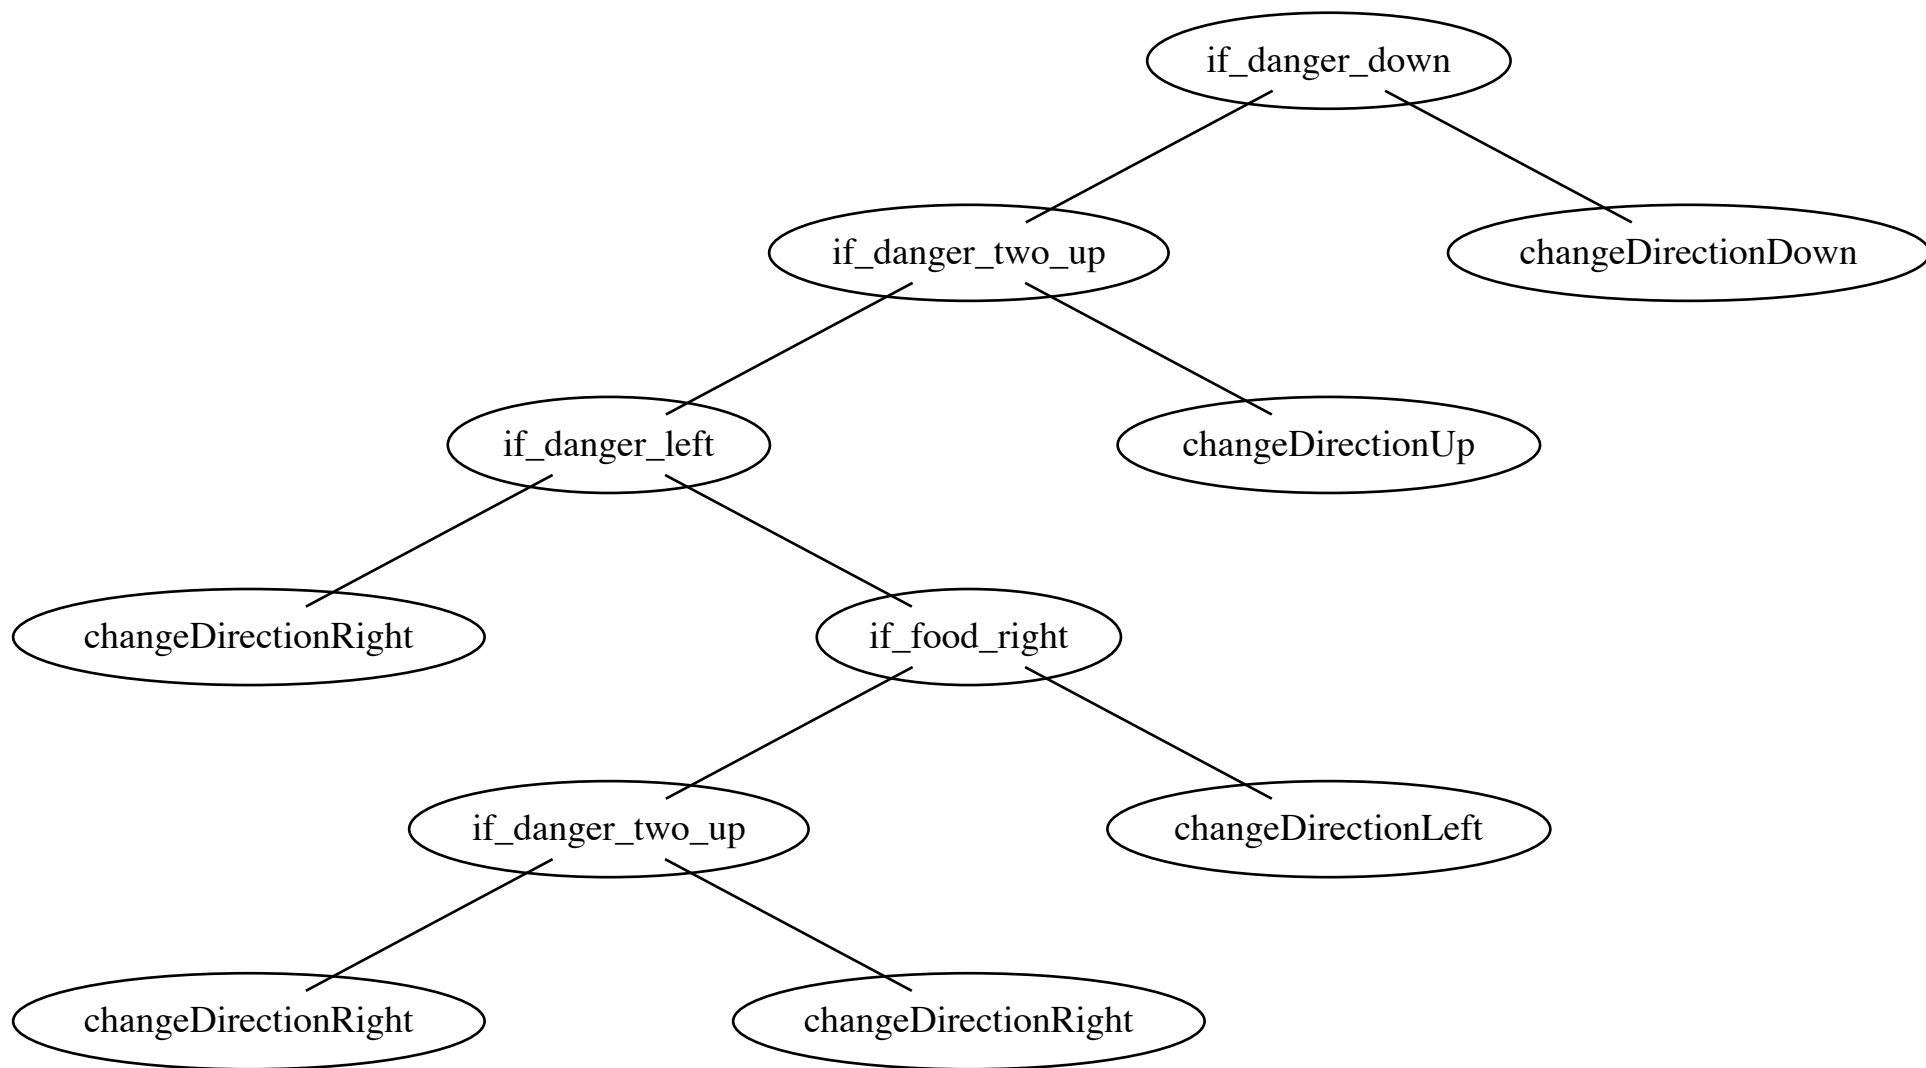 if_danger_down
if_danger_two_up
changeDirectionDown
if_danger_left
changeDirectionUp
changeDirectionRight
if_food_right
if_danger_two_up
changeDirectionLeft
changeDirectionRight
changeDirectionRight